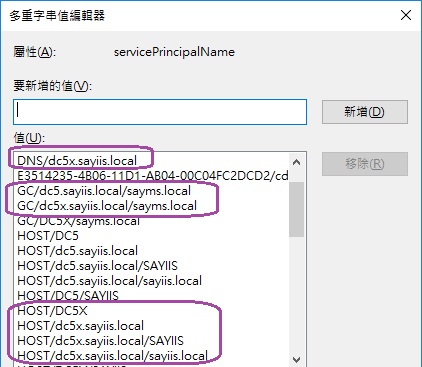 多重字串值編輯器
屬性(A): servicePrincipalName
要新增的值(V):
新增(D)
值(U):
移除(R)
DNS/dc5x.sayiis.local
E3514235-4B06-11D1-AB04-00C04FC2DCD2/cd
GC/dc5.sayiis.local/sayms.local
GC/dc5x.sayiis.local/sayms.local
GC/DC5X/sayms.local
HOST/DC5
HOST/dc5.sayiis.local
HOST/dc5.sayiis.local/SAYIIS
HOST/dc5.sayiis.local/sayiis.local
HOST/DC5/SAYIIS
HOST/DC5X
HOST/dc5x.sayiis.local
HOST/dc5x.sayiis.local/SAYIIS
HOST/dc5x.sayiis.local/sayiis.local